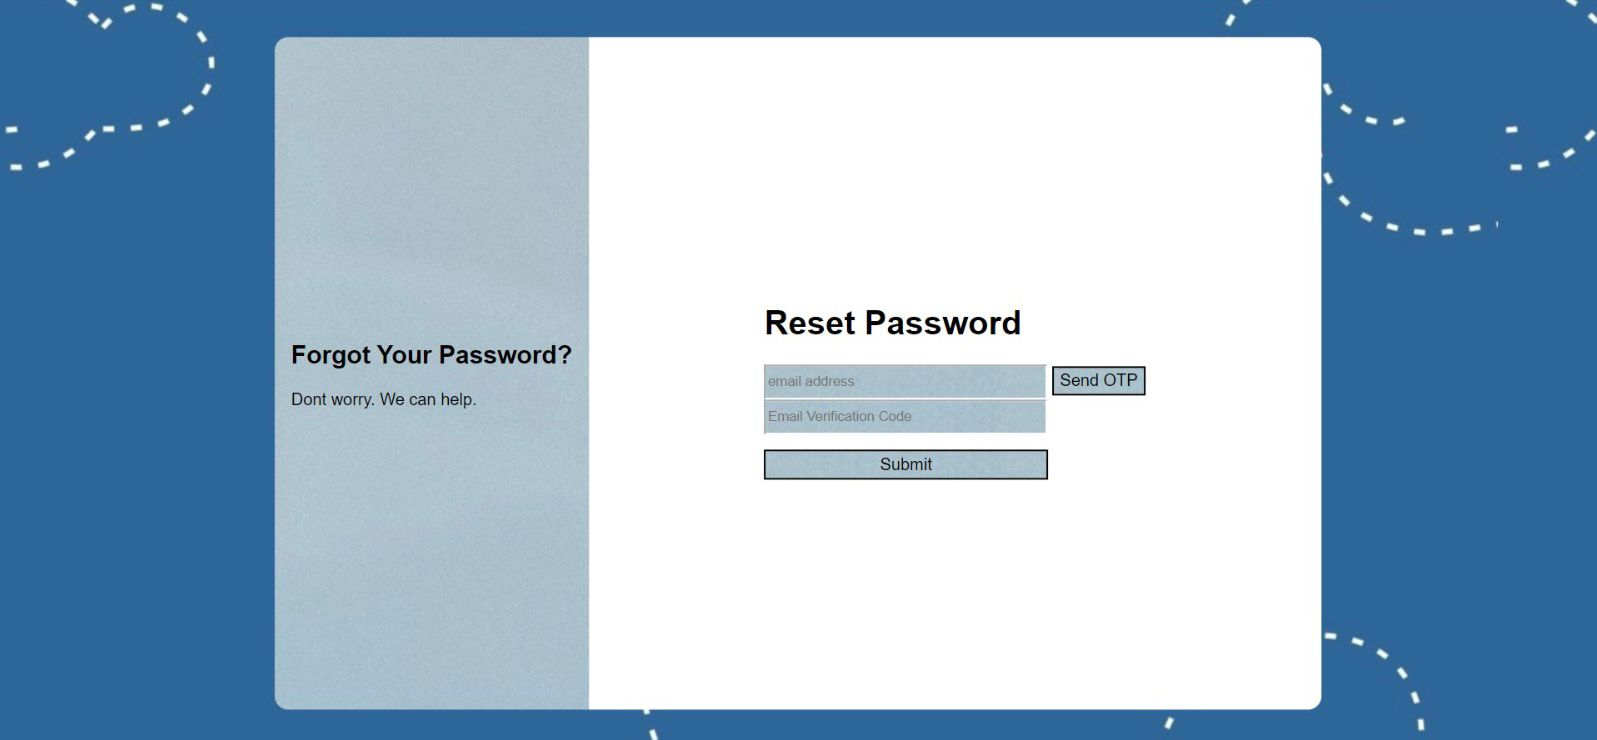 Forgot Your Password?
Dont worry. We can help.
Reset Password
email address
Send OTP
Email Verification Code
Submit